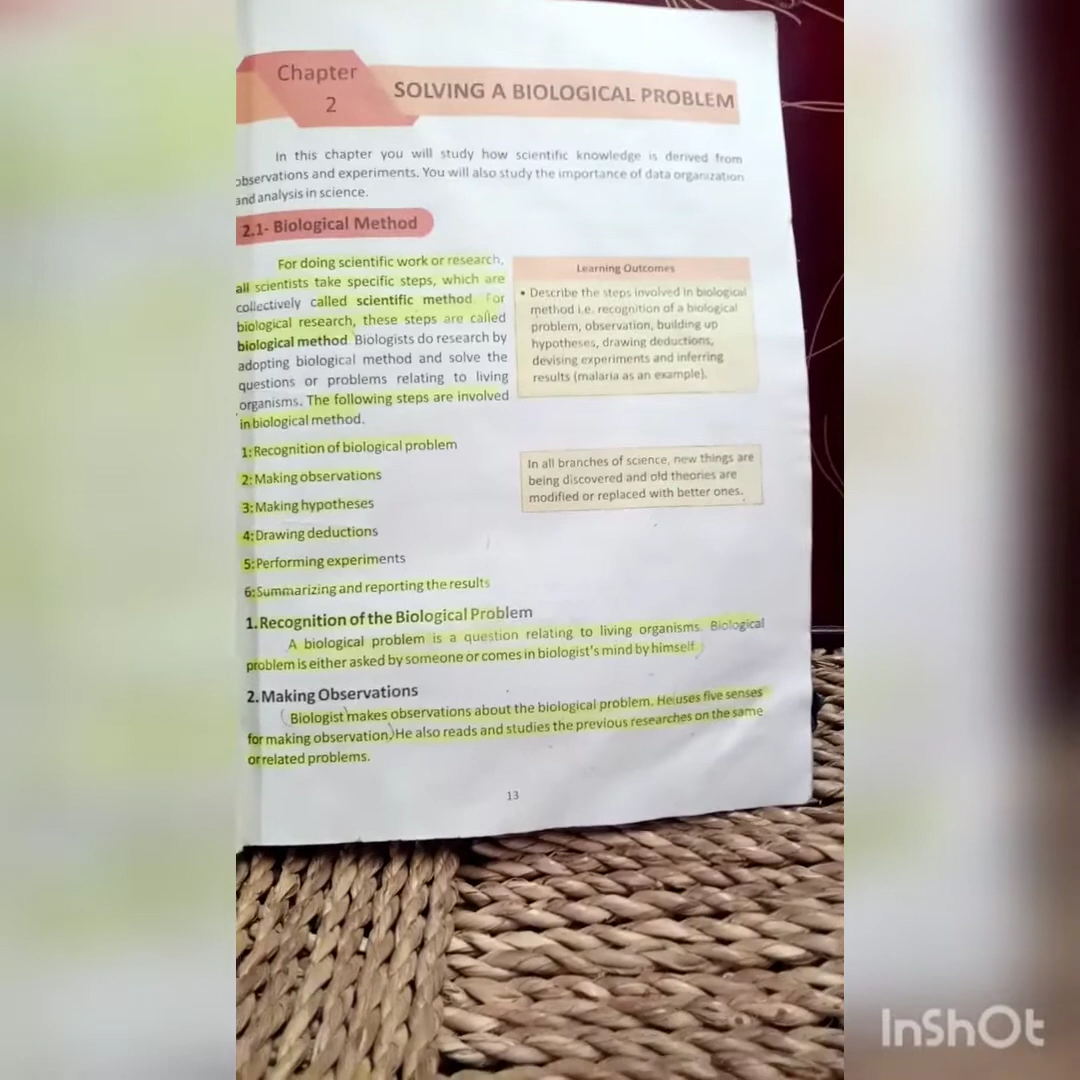 Chapter
2
SOLVING A BIOLOGICAL PROBLEM
In this chapter you will study how scientific knowledge is derived from
observations and experiments. You will also study the importance of data organization
and analysis in science.
2.1- Biological Method
For doing scientific work or research,
all scientists take specific steps, which are
collectively called scientific method. For
biological research, these steps are called
biological method. Biologists do research by
adopting biological method and solve the
questions or problems relating to living
organisms. The following steps are involved
in biological method.
1: Recognition of biological problem
2: Making observations
3: Making hypotheses
4: Drawing deductions
5: Performing experiments
6: Summarizing and reporting the results
Learning Outcomes
• Describe the steps involved in biological
method i.e. recognition of a biological
problem, observation, building up
hypotheses, drawing deductions,
devising experiments and inferring
results (malaria as an example).
In all branches of science, new things are
being discovered and old theories are
modified or replaced with better ones.
1. Recognition of the Biological Problem
A biological problem is a question relating to living organisms. Biological
problem is either asked by someone or comes in biologist's mind by himself.
2. Making Observations
Biologist makes observations about the biological problem. He uses five senses
for making observation. He also reads and studies the previous researches on the same
or related problems.
13
InShOt